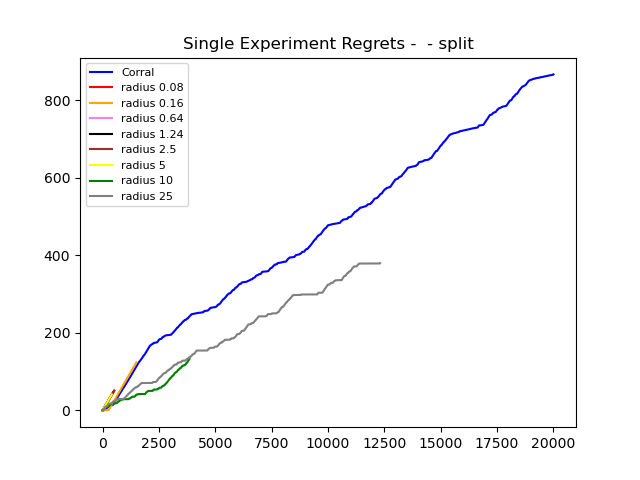 Single Experiment Regrets -  - split
Corral
radius 0.08
radius 0.16
radius 0.64
radius 1.24
radius 2.5
radius 5
radius 10
radius 25
800
600
400
200
0
0 2500 5000 7500 10000 12500 15000 17500 20000